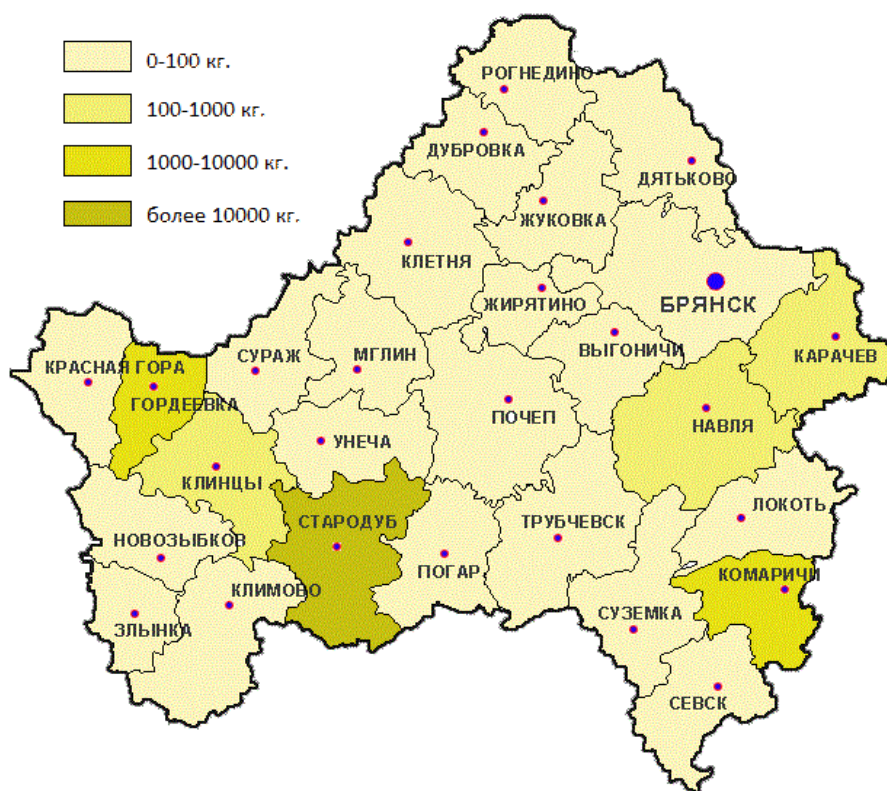 0-100 кг.
100-1000 кг.
1000-10000 кг.
более 10000 кг.
РОГНЕДИНО
ДУБРОВКА
ДЯТЬКОВО
ЖУКОВКА
КЛЕТНЯ
ЖИРЯТИНО
БРЯНСК
ВЫГОНИЧИ
КАРАЧЕВ
СУРАЖ
МГЛИН
КРАСНАЯ ГОРА
ГОРДЕЕВКА
ПОЧЕП
НАВЛЯ
УНЕЧА
КЛИНЦЫ
ЛОКОТЬ
СТАРОДУБ
ТРУБЧЕВСК
НОВОЗЫБКОВ
ПОГАР
КОМАРИЧИ
КЛИМОВО
СУЗЕМКА
ЗЛЫНКА
СЕВСК